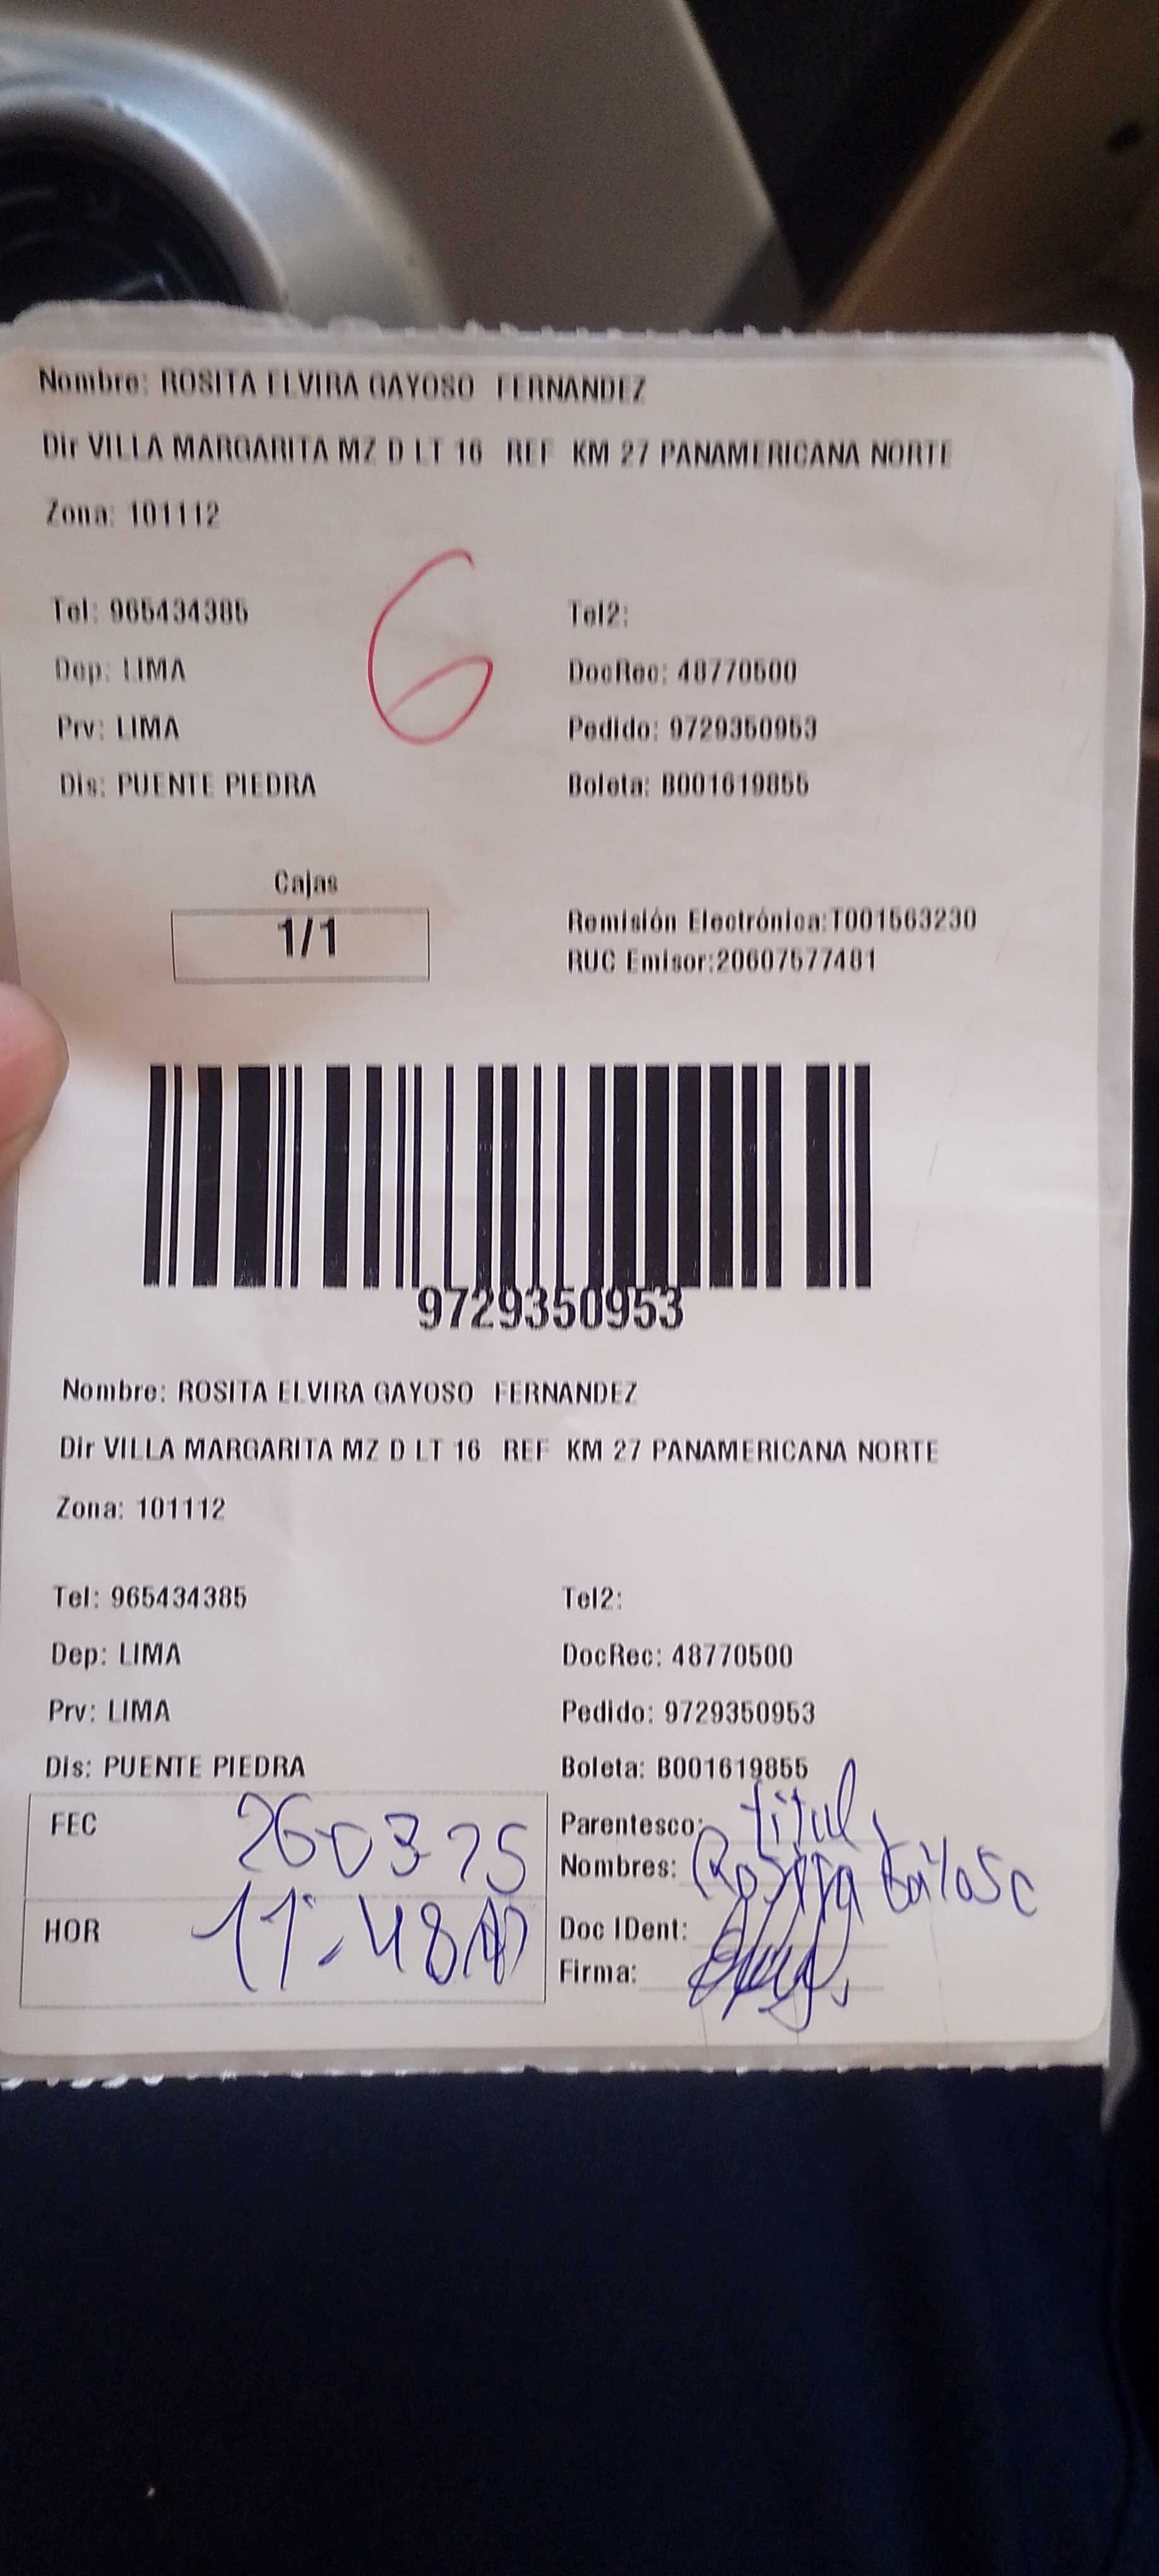 Nombre: ROSITA ELVIRA GAYOSO FERNANDEZ
Dir VILLA MARGARITA MZ D LT 16 REF KM 27 PANAMERICANA NORTE
Zona: 101112
6
Tel: 965434385 Tel2:
Dep: LIMA DocRec: 48770500
Prv: LIMA Pedido: 9729350953
Dis: PUENTE PIEDRA Boleta: B001619855
Cajas
1/1
Remisión Electrónica:T001563230
RUC Emisor:20607577481
9729350953
Nombre: ROSITA ELVIRA GAYOSO FERNANDEZ
Dir VILLA MARGARITA MZ D LT 16 REF KM 27 PANAMERICANA NORTE
Zona: 101112
Tel: 965434385 Tel2:
Dep: LIMA DocRec: 48770500
Prv: LIMA Pedido: 9729350953
Dis: PUENTE PIEDRA Boleta: B001619855
FEC 260325 Parentesco: titul
Nombres:
HOR 11:48 Doc IDent:
Firma: